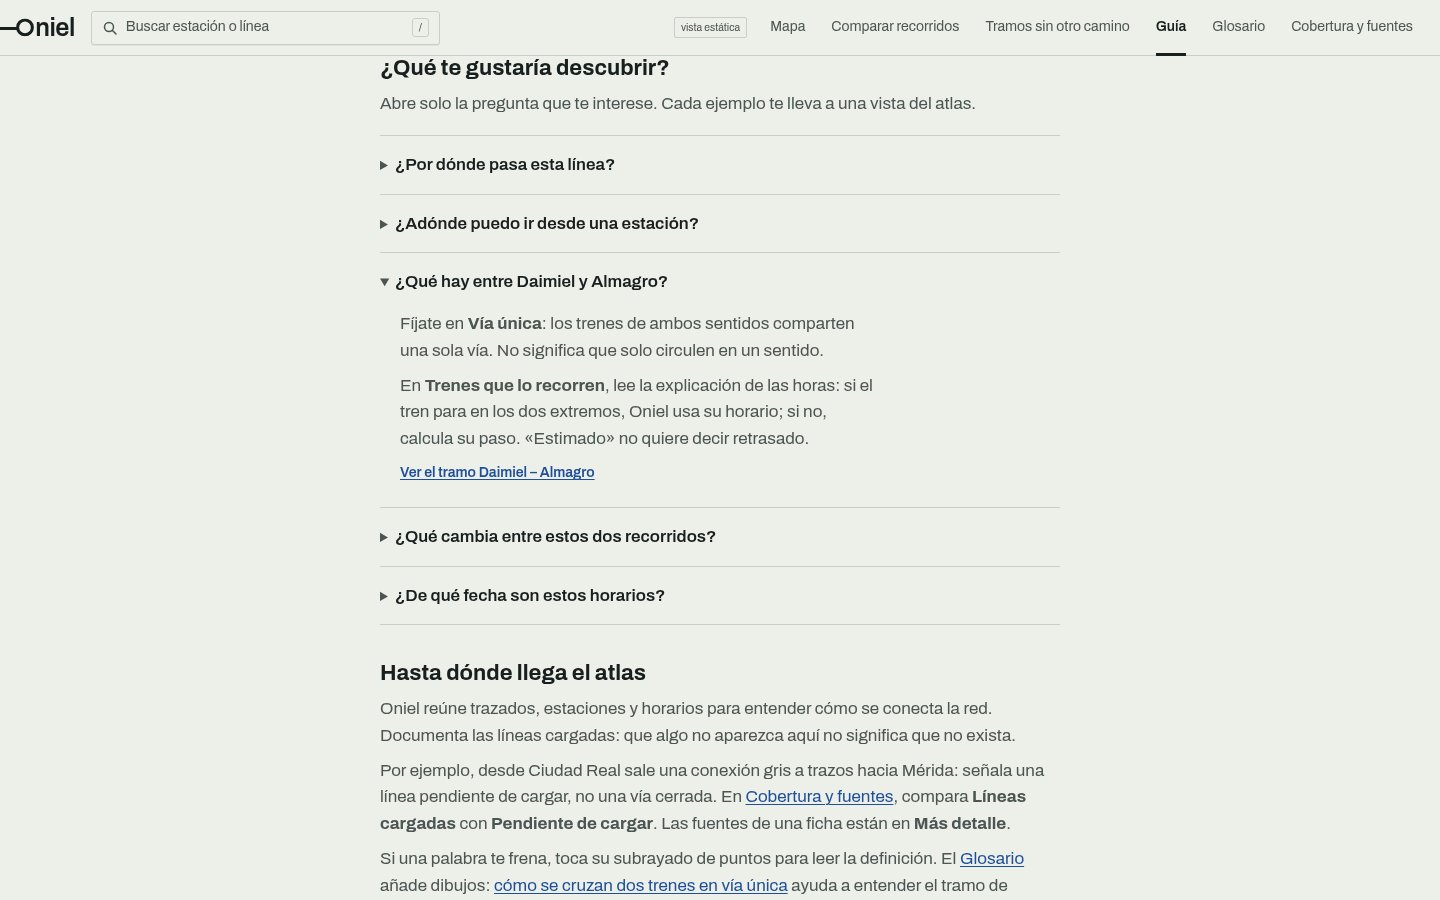 Oniel
Buscar estación o línea
/
vista estática
Mapa
Comparar recorridos
Tramos sin otro camino
Guía
Glosario
Cobertura y fuentes
¿Qué te gustaría descubrir?
Abre solo la pregunta que te interese. Cada ejemplo te lleva a una vista del atlas.
¿Por dónde pasa esta línea?
¿Adónde puedo ir desde una estación?
¿Qué hay entre Daimiel y Almagro?
Fíjate en Vía única: los trenes de ambos sentidos comparten
una sola vía. No significa que solo circulen en un sentido.
En Trenes que lo recorren, lee la explicación de las horas: si el
tren para en los dos extremos, Oniel usa su horario; si no,
calcula su paso. «Estimado» no quiere decir retrasado.
Ver el tramo Daimiel – Almagro
¿Qué cambia entre estos dos recorridos?
¿De qué fecha son estos horarios?
Hasta dónde llega el atlas
Oniel reúne trazados, estaciones y horarios para entender cómo se conecta la red.
Documenta las líneas cargadas: que algo no aparezca aquí no significa que no exista.
Por ejemplo, desde Ciudad Real sale una conexión gris a trazos hacia Mérida: señala una
línea pendiente de cargar, no una vía cerrada. En Cobertura y fuentes, compara Líneas
cargadas con Pendiente de cargar. Las fuentes de una ficha están en Más detalle.
Si una palabra te frena, toca su subrayado de puntos para leer la definición. El Glosario
añade dibujos: cómo se cruzan dos trenes en vía única ayuda a entender el tramo de